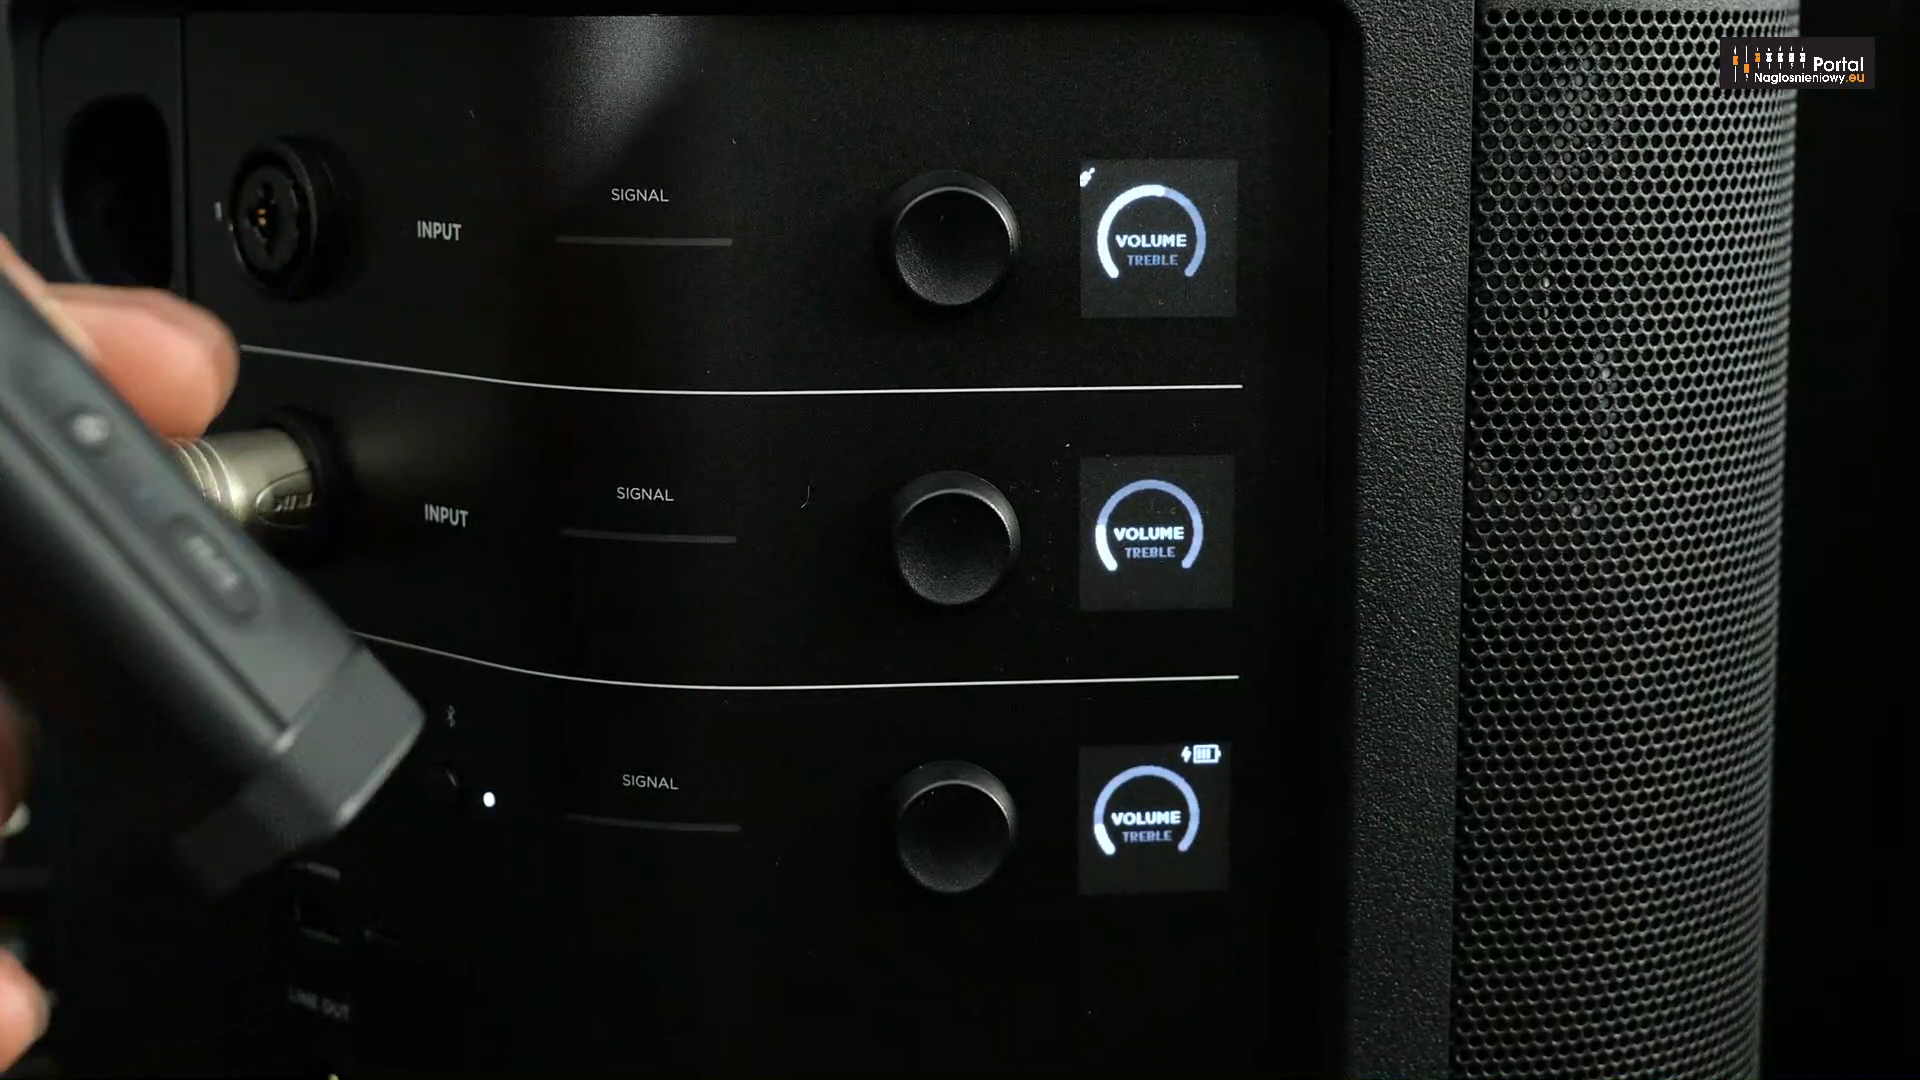 Portal
Naglosnieniowy.eu
SIGNAL
INPUT
VOLUME
TREBLE
SIGNAL
INPUT
VOLUME
TREBLE
SIGNAL
VOLUME
TREBLE
LINE OUT